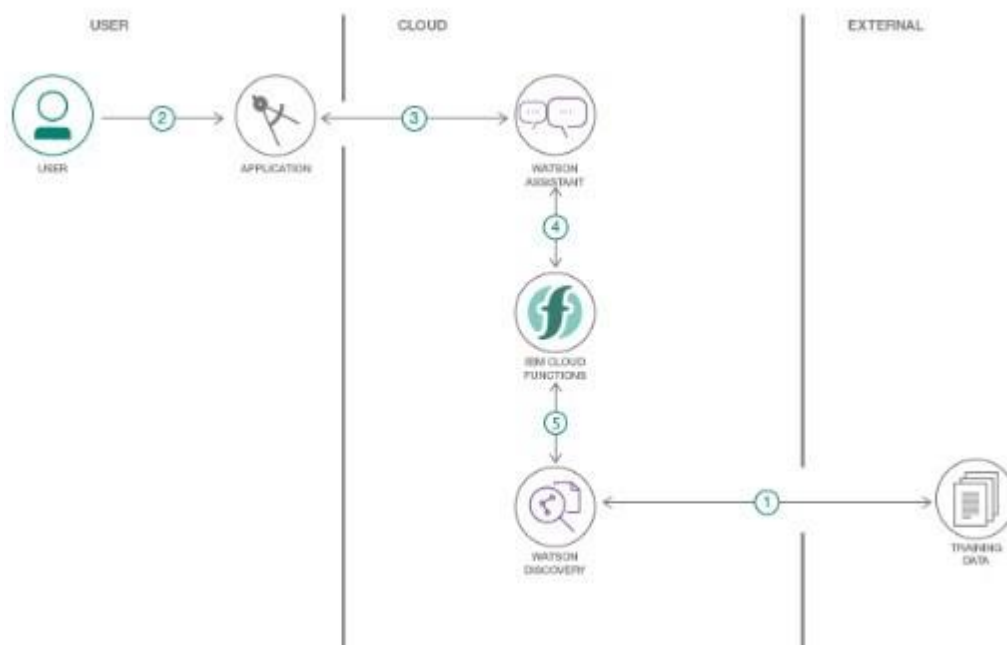 USER
CLOUD
EXTERNAL
2
3
USER
APPLICATION
WATSON
ASSISTANT
4
IBM CLOUD
FUNCTIONS
5
1
WATSON
DISCOVERY
TRAINING
DATA